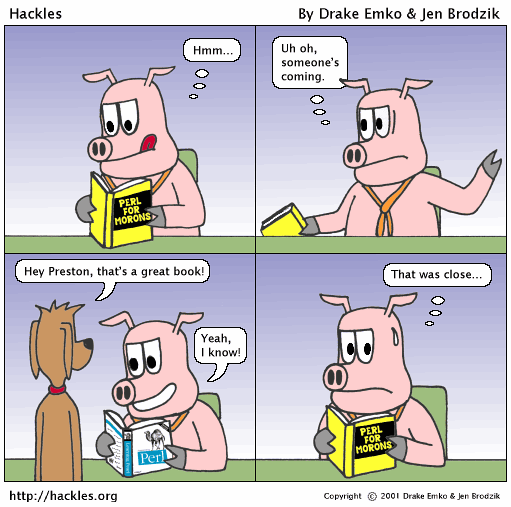 Hackles
By Drake Emko & Jen Brodzik
Hmm...
PERL
FOR
MORONS
Uh oh,
someone's
coming.
Hey Preston, that's a great book!
Yeah,
I know!
Perl
That was close...
PERL
FOR
MORONS
http://hackles.org
Copyright © 2001 Drake Emko & Jen Brodzik